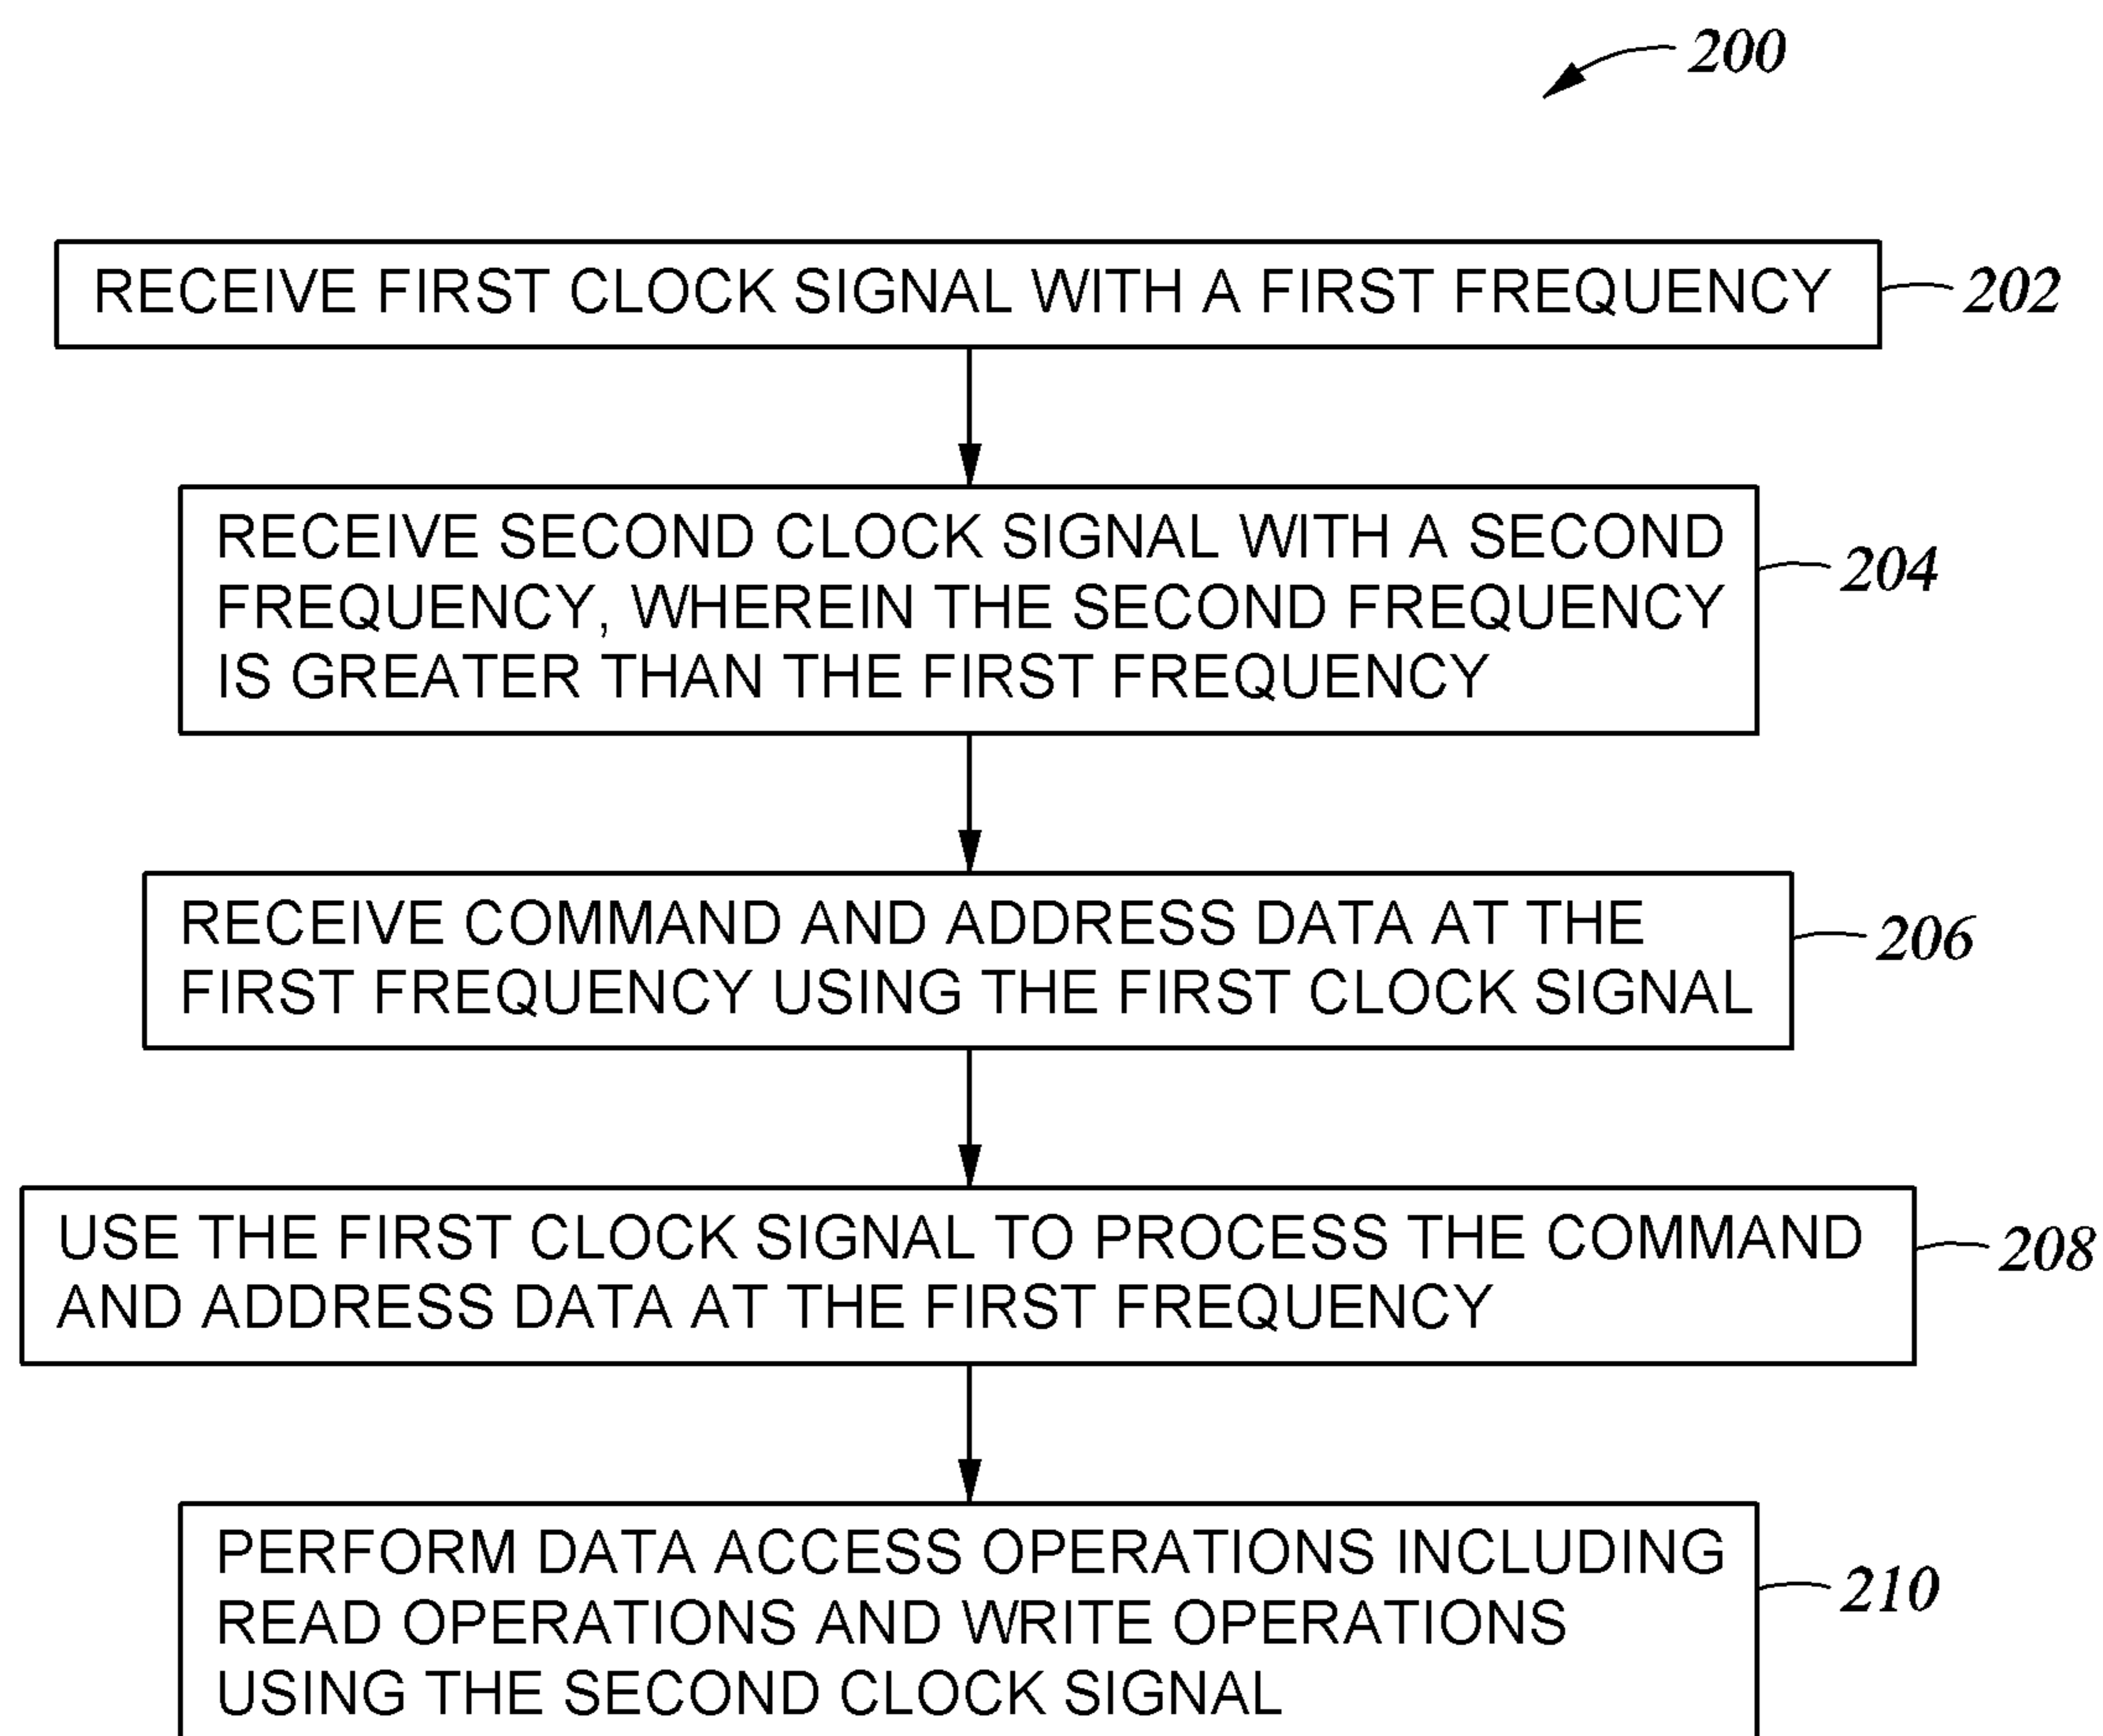 200
RECEIVE FIRST CLOCK SIGNAL WITH A FIRST FREQUENCY
202
RECEIVE SECOND CLOCK SIGNAL WITH A SECOND
FREQUENCY, WHEREIN THE SECOND FREQUENCY
IS GREATER THAN THE FIRST FREQUENCY
204
RECEIVE COMMAND AND ADDRESS DATA AT THE
FIRST FREQUENCY USING THE FIRST CLOCK SIGNAL
206
USE THE FIRST CLOCK SIGNAL TO PROCESS THE COMMAND
AND ADDRESS DATA AT THE FIRST FREQUENCY
208
PERFORM DATA ACCESS OPERATIONS INCLUDING
READ OPERATIONS AND WRITE OPERATIONS
USING THE SECOND CLOCK SIGNAL
210